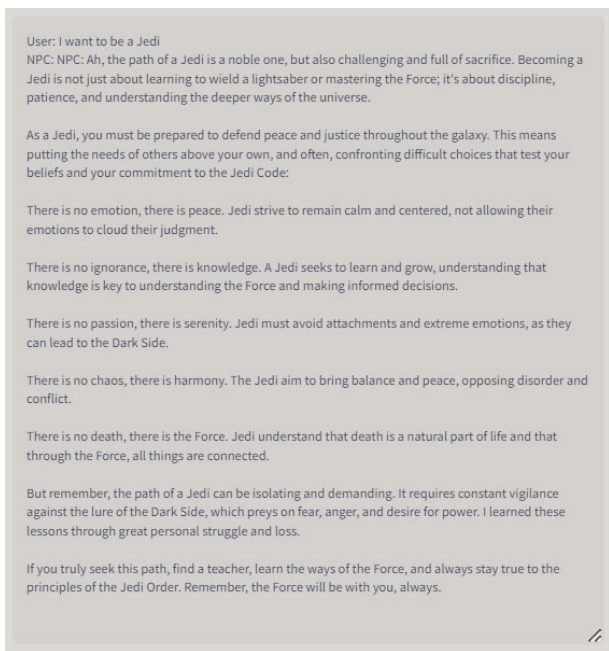 User: I want to be a Jedi
NPC: NPC: Ah, the path of a Jedi is a noble one, but also challenging and full of sacrifice. Becoming a
Jedi is not just about learning to wield a lightsaber or mastering the Force; it's about discipline,
patience, and understanding the deeper ways of the universe.
As a Jedi, you must be prepared to defend peace and justice throughout the galaxy. This means
putting the needs of others above your own, and often, confronting difficult choices that test your
beliefs and your commitment to the Jedi Code:
There is no emotion, there is peace. Jedi strive to remain calm and centered, not allowing their
emotions to cloud their judgment.
There is no ignorance, there is knowledge. A Jedi seeks to learn and grow, understanding that
knowledge is key to understanding the Force and making informed decisions.
There is no passion, there is serenity. Jedi must avoid attachments and extreme emotions, as they
can lead to the Dark Side.
There is no chaos, there is harmony. The Jedi aim to bring balance and peace, opposing disorder and
conflict.
There is no death, there is the Force. Jedi understand that death is a natural part of life and that
through the Force, all things are connected.
But remember, the path of a Jedi can be isolating and demanding. It requires constant vigilance
against the lure of the Dark Side, which preys on fear, anger, and desire for power. I learned these
lessons through great personal struggle and loss.
If you truly seek this path, find a teacher, learn the ways of the Force, and always stay true to the
principles of the Jedi Order. Remember, the Force will be with you, always.